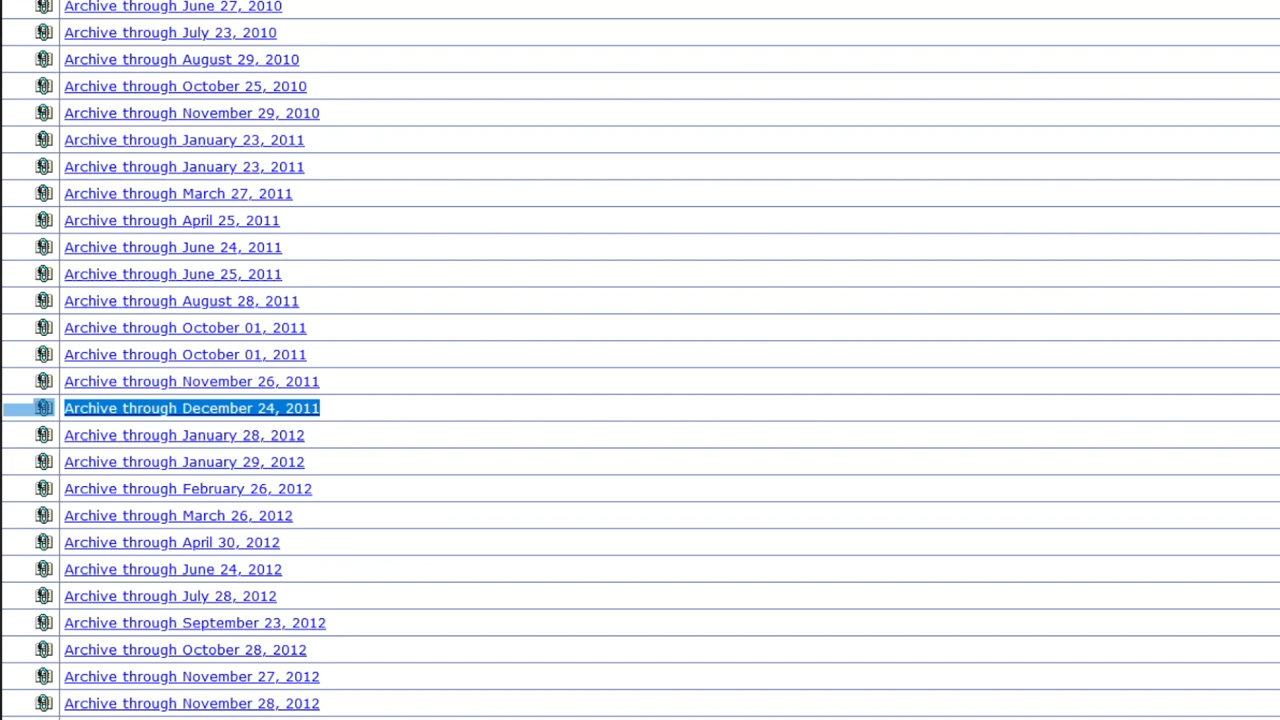 Archive through June 27, 2010
Archive through July 23, 2010
Archive through August 29, 2010
Archive through October 25, 2010
Archive through November 29, 2010
Archive through January 23, 2011
Archive through January 23, 2011
Archive through March 27, 2011
Archive through April 25, 2011
Archive through June 24, 2011
Archive through June 25, 2011
Archive through August 28, 2011
Archive through October 01, 2011
Archive through October 01, 2011
Archive through November 26, 2011
Archive through December 24, 2011
Archive through January 28, 2012
Archive through January 29, 2012
Archive through February 26, 2012
Archive through March 26, 2012
Archive through April 30, 2012
Archive through June 24, 2012
Archive through July 28, 2012
Archive through September 23, 2012
Archive through October 28, 2012
Archive through November 27, 2012
Archive through November 28, 2012